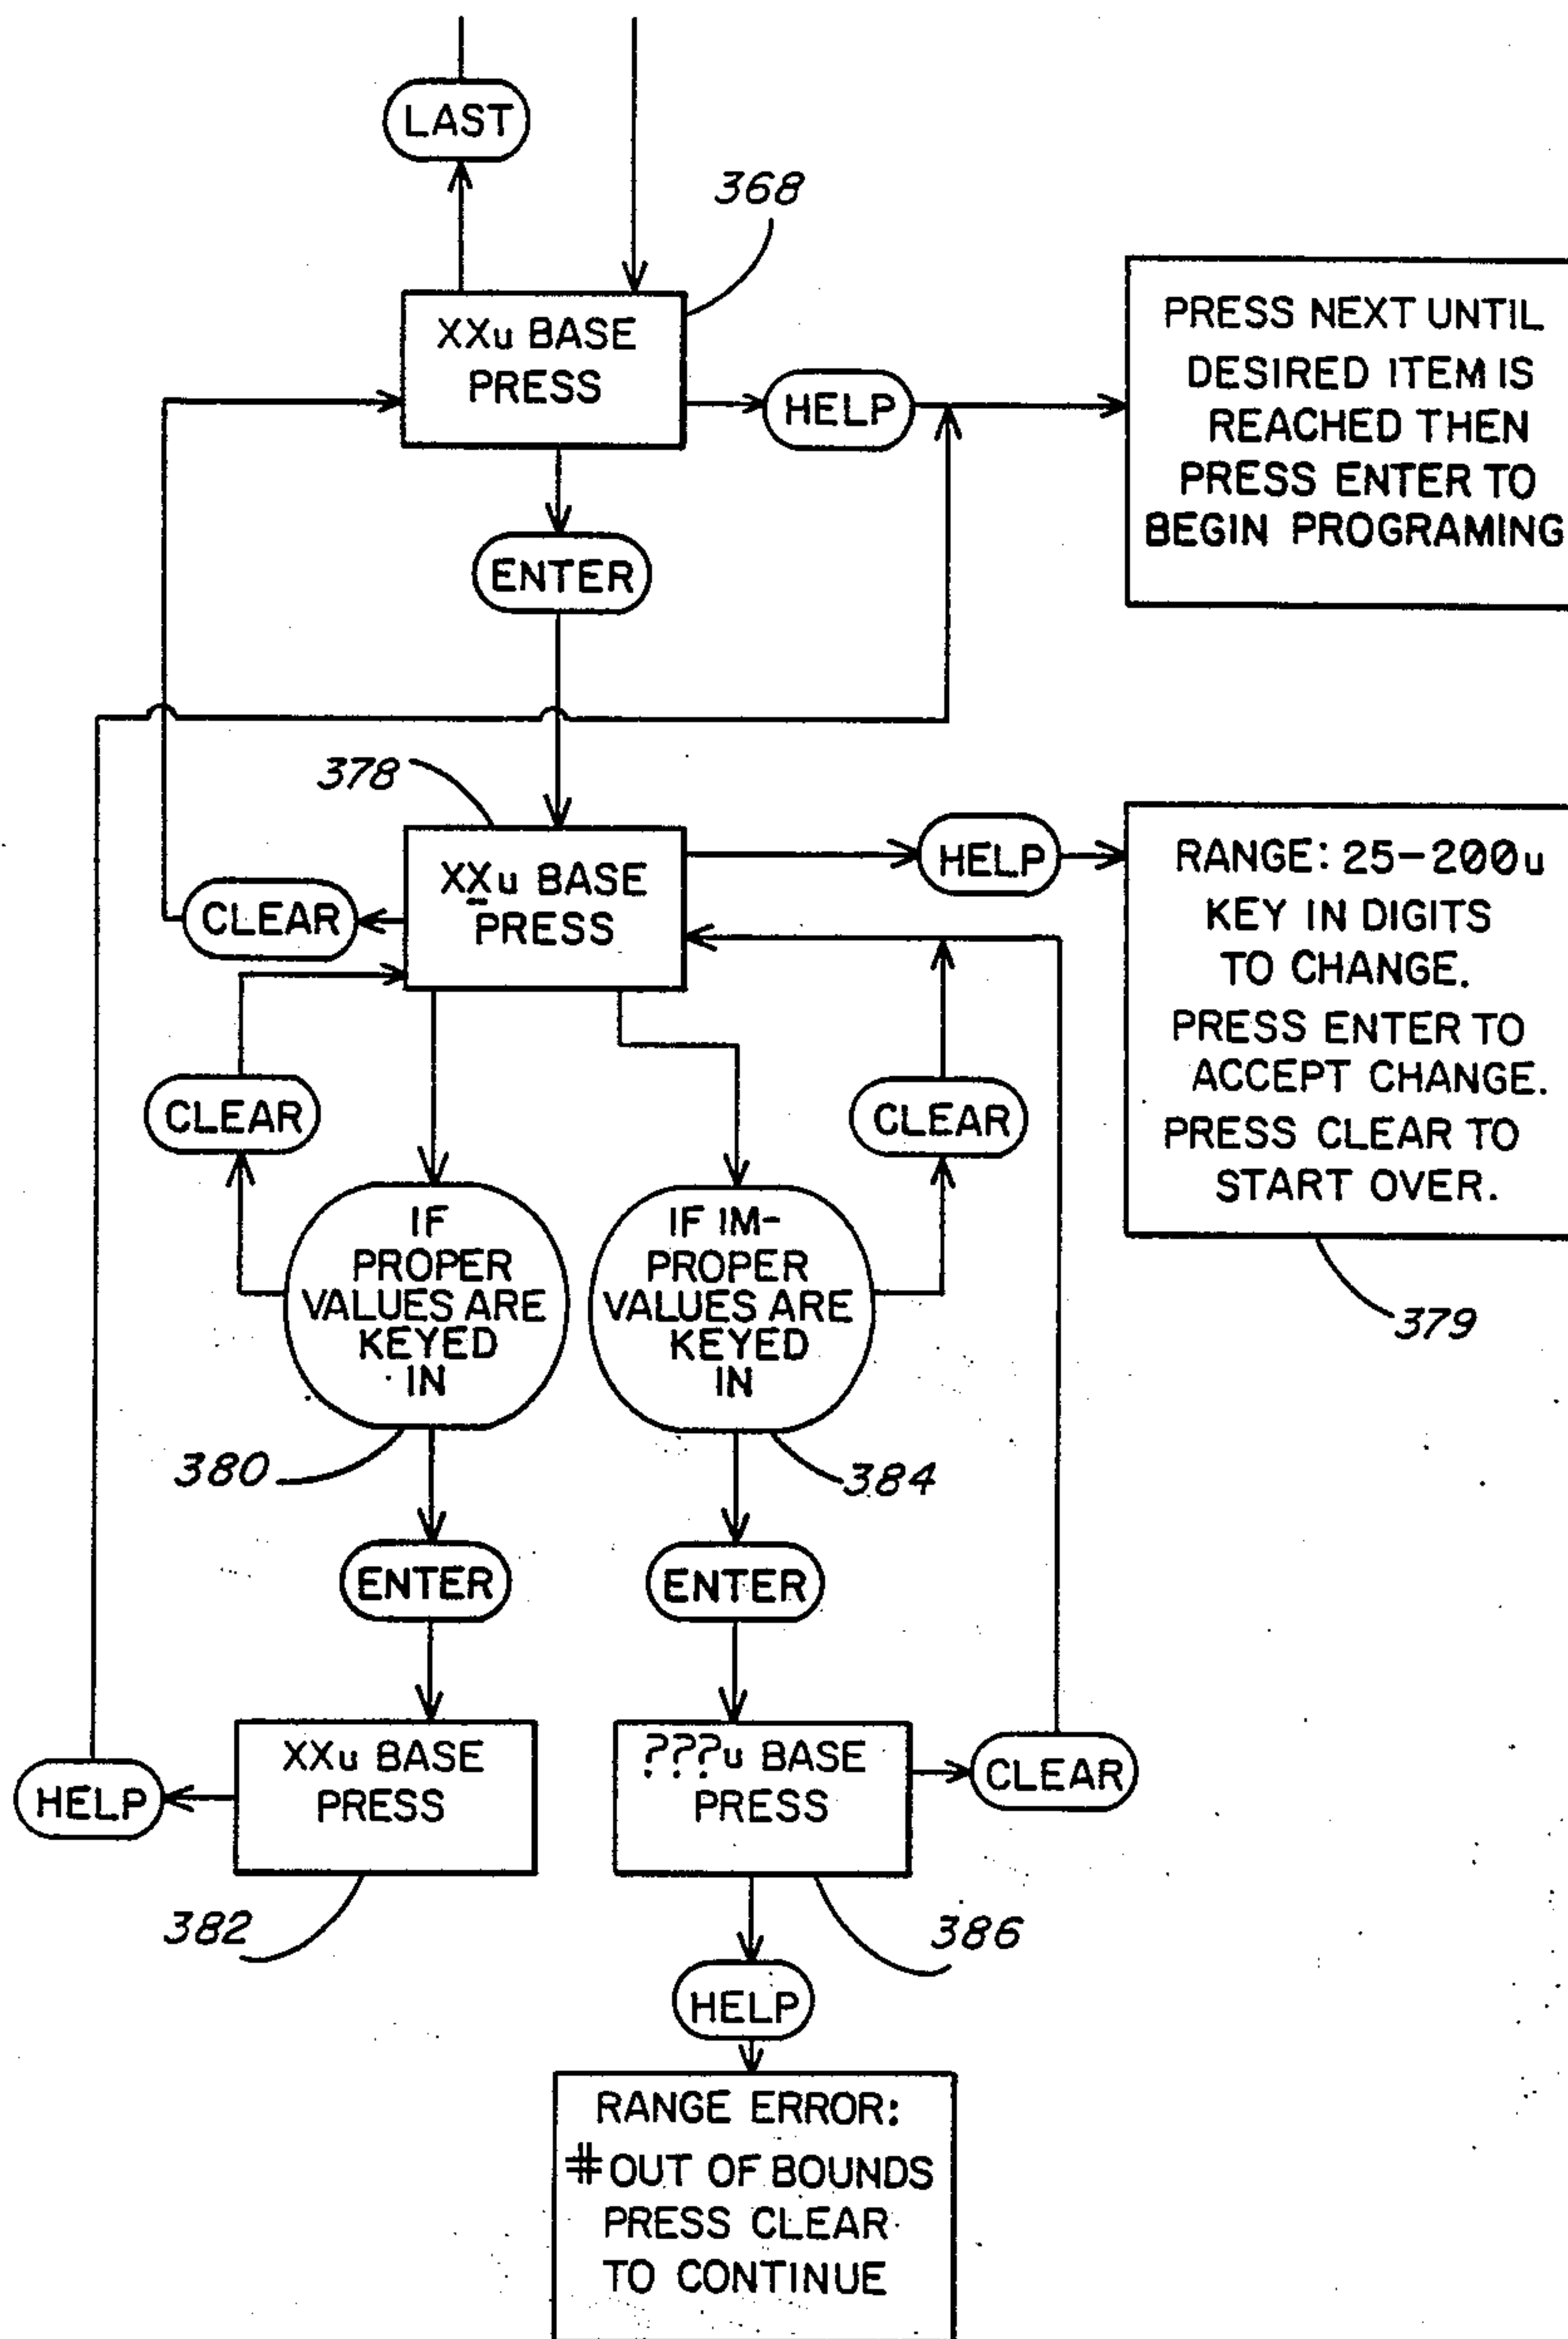 LAST
368
XXu BASE
PRESS
HELP
PRESS NEXT UNTIL
DESIRED ITEM IS
REACHED THEN
PRESS ENTER TO
BEGIN PROGRAMING
ENTER
378
XXu BASE
PRESS
HELP
CLEAR
RANGE: 25-200u
KEY IN DIGITS
TO CHANGE.
PRESS ENTER TO
ACCEPT CHANGE.
PRESS CLEAR TO
START OVER.
379
CLEAR
CLEAR
IF
PROPER
VALUES ARE
KEYED
IN
380
IF IM-
PROPER
VALUES ARE
KEYED
IN
384
ENTER
ENTER
XXu BASE
PRESS
HELP
382
???u BASE
PRESS
CLEAR
386
HELP
RANGE ERROR:
#OUT OF BOUNDS
PRESS CLEAR
TO CONTINUE